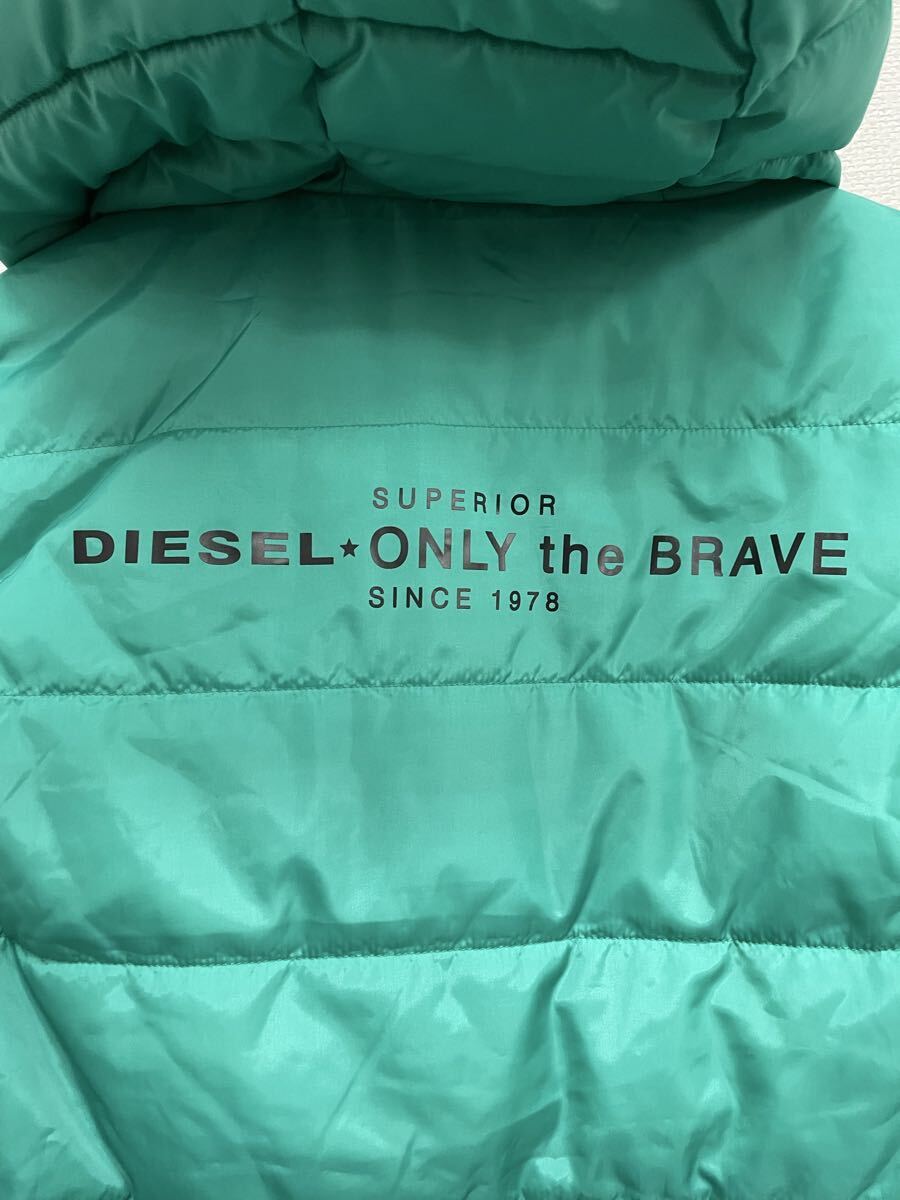 SUPERIOR
DIESEL★ONLY the BRAVE
SINCE 1978